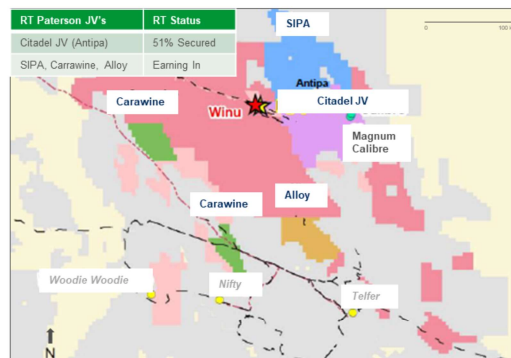 RT Paterson JV's RT Status
Citadel JV (Antipa) 51% Secured
SIPA, Carrawine, Alloy Earning In
SIPA
0
Antipa
Carawine
Winu
Citadel JV
Magnum
Calibre
Carawine
Alloy
Woodie Woodie
Nifty
Telfer
N